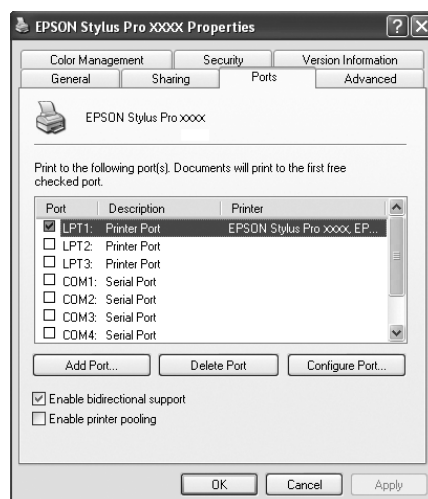 EPSON Stylus Pro XXXX Properties
Color Management Security Version Information
General Sharing Ports Advanced
EPSON Stylus Pro xxxx
Print to the following port(s). Documents will print to the first free
checked port.
Port Description Printer
LPT1: Printer Port EPSON Stylus Pro xxxx, EP...
LPT2: Printer Port
LPT3: Printer Port
COM1: Serial Port
COM2: Serial Port
COM3: Serial Port
COM4: Serial Port
Add Port... Delete Port Configure Port...
Enable bidirectional support
Enable printer pooling
OK Cancel Apply